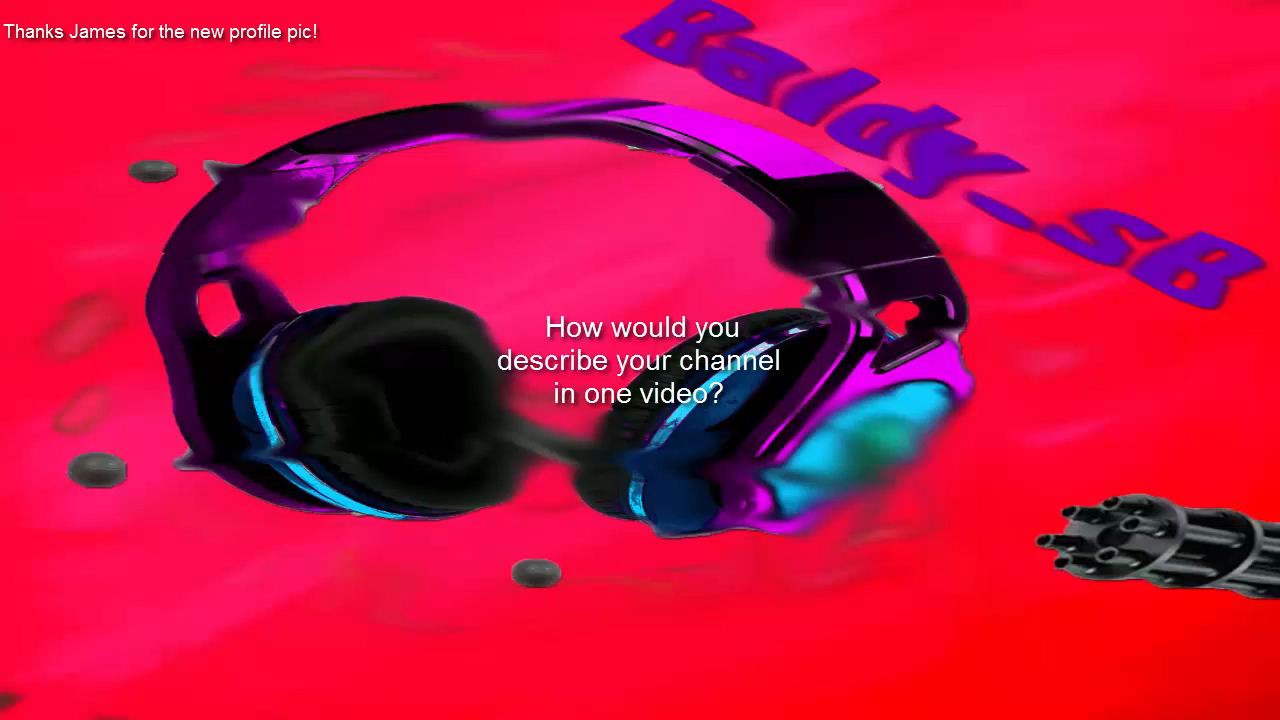 Thanks James for the new profile pic!
Baldy_sB
How would you
describe your channel
in one video?